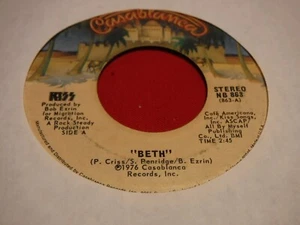 Casablanca
KISS
Produced by
Bob Ezrin
for Migration
Records, Inc.
A Rock Steady
Production
SIDE A
STEREO
NB 863
(863-A)
Cafe Americana,
Inc./Kiss Songs,
Inc. ASCAP/
All By Myself
Publishing
Co., Ltd. BMI
TIME 2:45
"BETH"
(P. Criss/S. Penridge/B. Ezrin)
℗1976 Casablanca
Records, Inc.